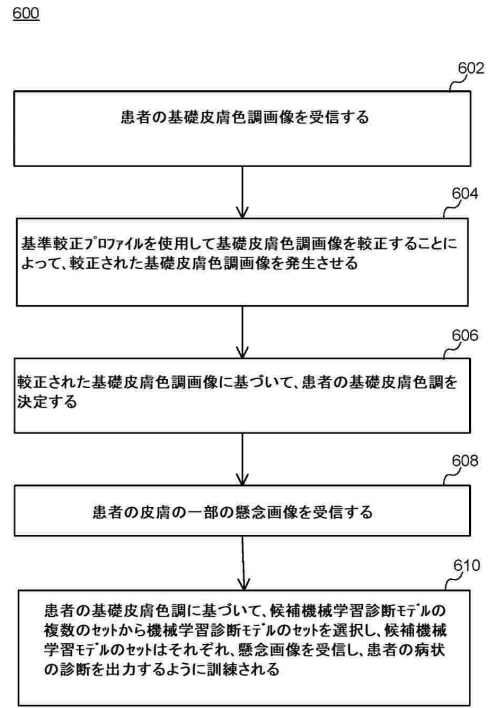 600
602
患者の基礎皮膚色調画像を受信する
604
基準較正ﾌﾟﾛﾌｧｲﾙを使用して基礎皮膚色調画像を較正することに
よって、較正された基礎皮膚色調画像を発生させる
606
較正された基礎皮膚色調画像に基づいて、患者の基礎皮膚色調を
決定する
608
患者の皮膚の一部の懸念画像を受信する
610
患者の基礎皮膚色調に基づいて、候補機械学習診断ﾓﾃﾞﾙの
複数のｾｯﾄから機械学習診断ﾓﾃﾞﾙのｾｯﾄを選択し、候補機械
学習ﾓﾃﾞﾙのｾｯﾄはそれぞれ、懸念画像を受信し、患者の病状
の診断を出力するように訓練される